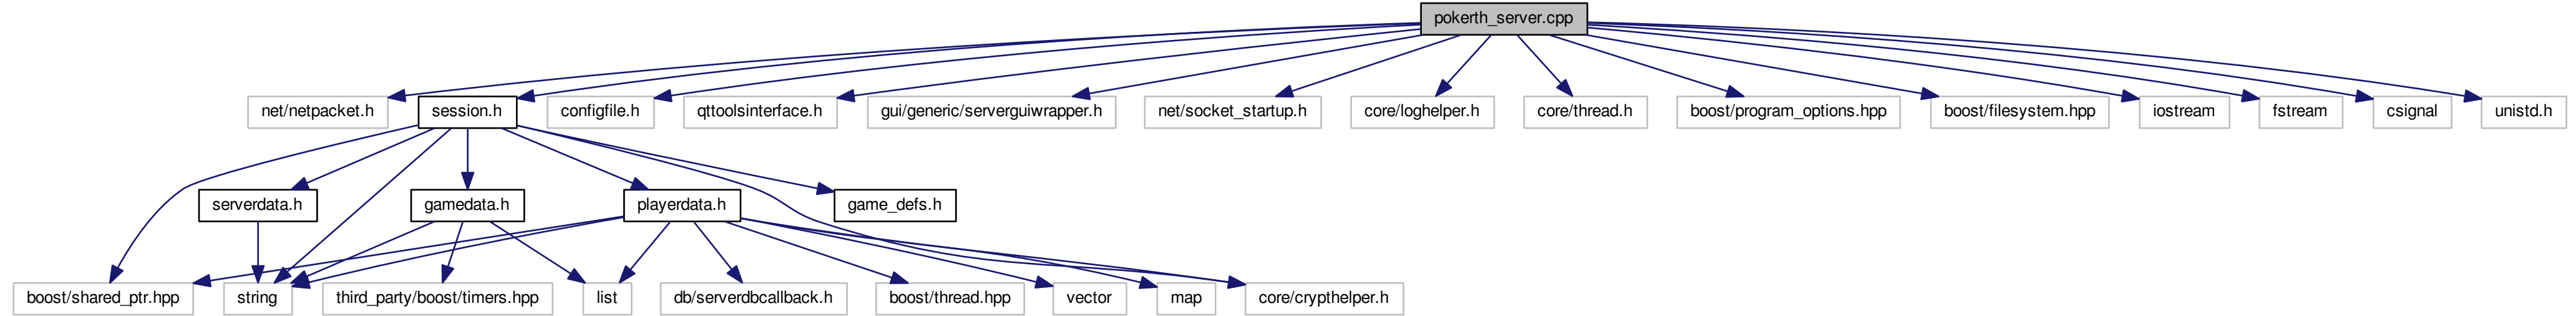 pokerth_server.cpp
net/netpacket.h
session.h
configfile.h
qttoolsinterface.h
gui/generic/serverguiwrapper.h
net/socket_startup.h
core/loghelper.h
core/thread.h
boost/program_options.hpp
boost/filesystem.hpp
iostream
fstream
csignal
unistd.h
serverdata.h
gamedata.h
playerdata.h
game_defs.h
boost/shared_ptr.hpp
string
third_party/boost/timers.hpp
list
db/serverdbcallback.h
boost/thread.hpp
vector
map
core/crypthelper.h